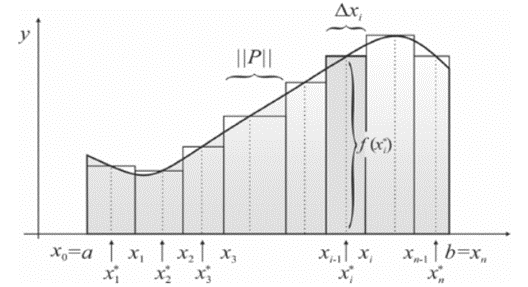 Δxᵢ
y
||P||
f(xᵢ*)
x₀=a x₁ x₂ x₃ xᵢ₋₁ xᵢ xₙ₋₁ b=xₙ
x₁* x₂* x₃* xᵢ* xₙ*